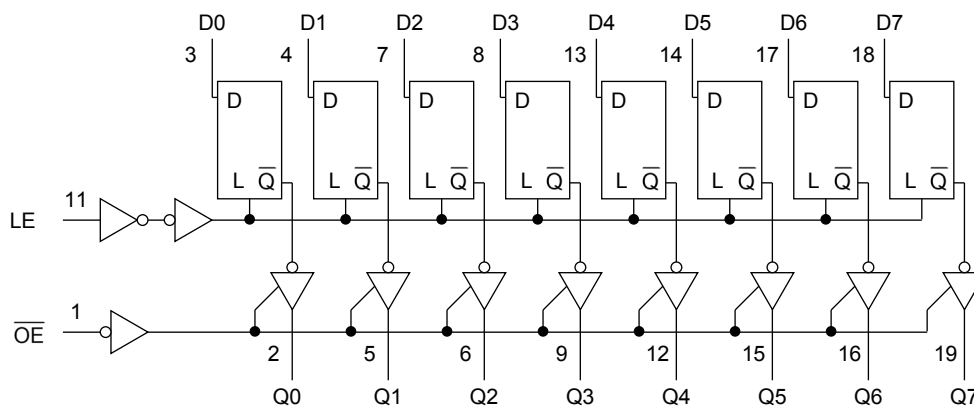 D0 D1 D2 D3 D4 D5 D6 D7
3 4 7 8 13 14 17 18
D D D D D D D D
L Q̅ L Q̅ L Q̅ L Q̅ L Q̅ L Q̅ L Q̅ L Q̅
11
LE
1
O̅E̅
2 5 6 9 12 15 16 19
Q0 Q1 Q2 Q3 Q4 Q5 Q6 Q7